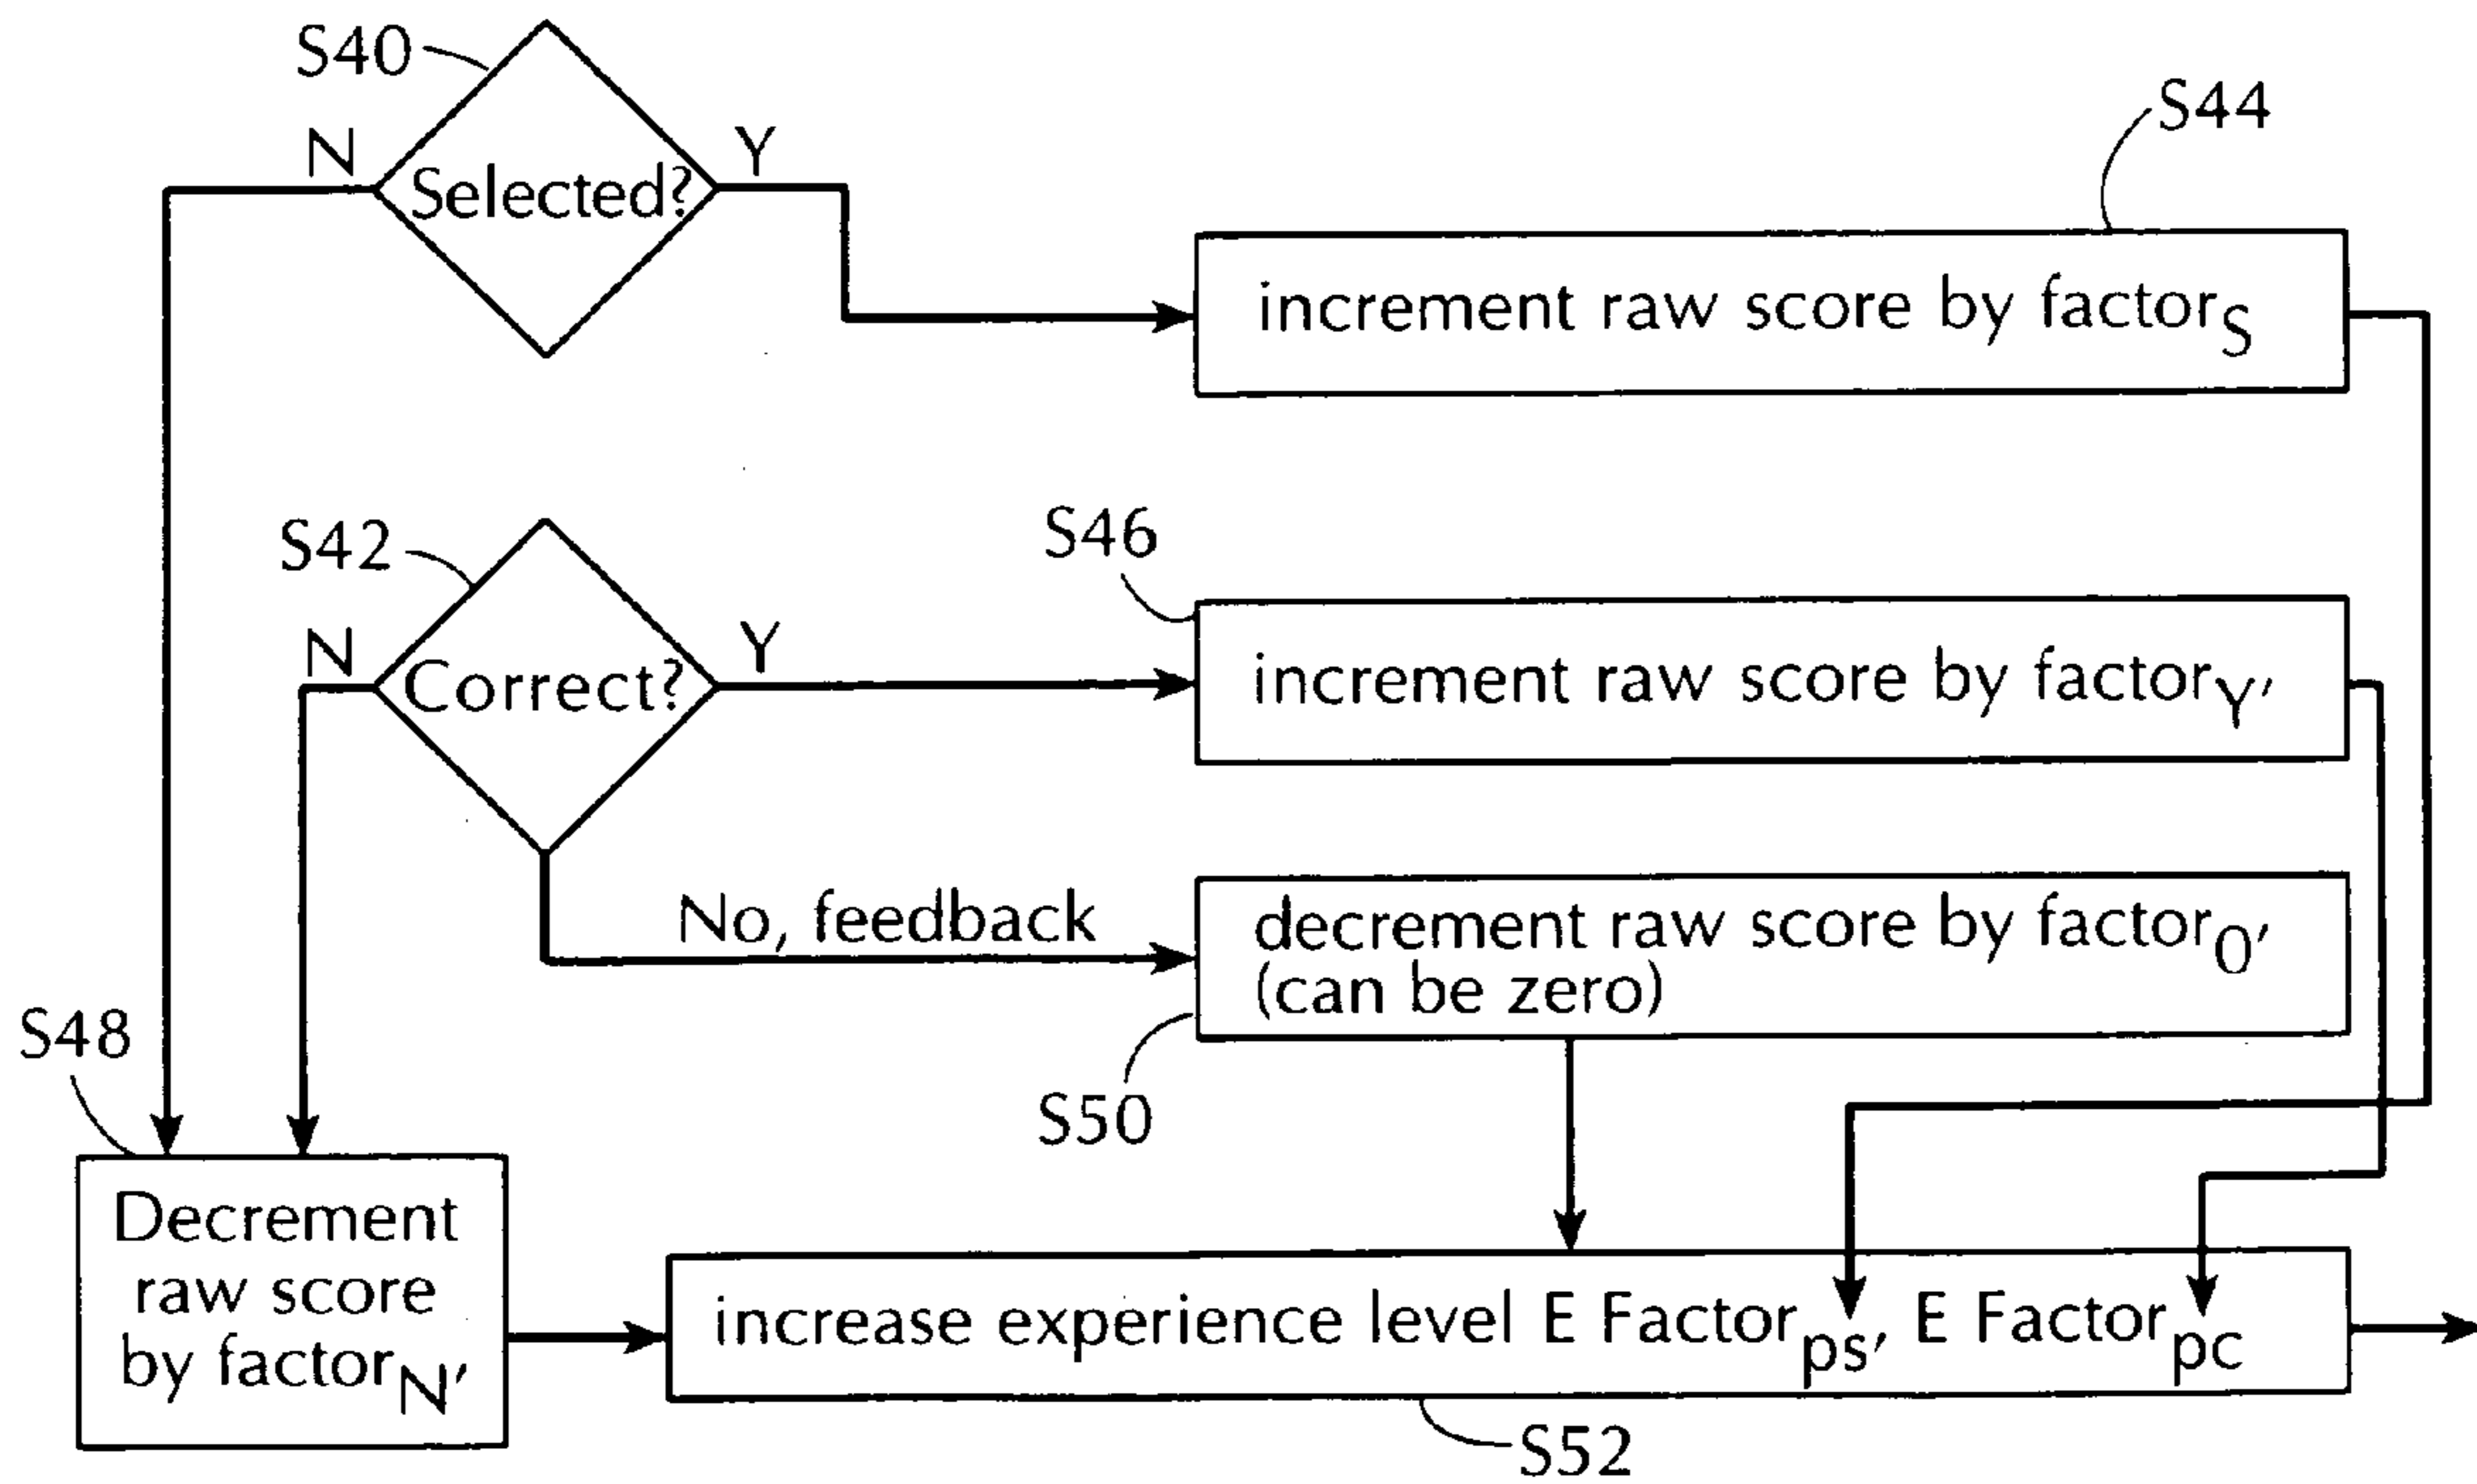 S40
N
Y
Selected?
S44
increment raw score by factorS
S42
N
Y
Correct?
S46
increment raw score by factorY'
No, feedback
decrement raw score by factorO'
(can be zero)
S50
S48
Decrement
raw score
by factorN'
increase experience level E Factorps' E Factorpc
S52